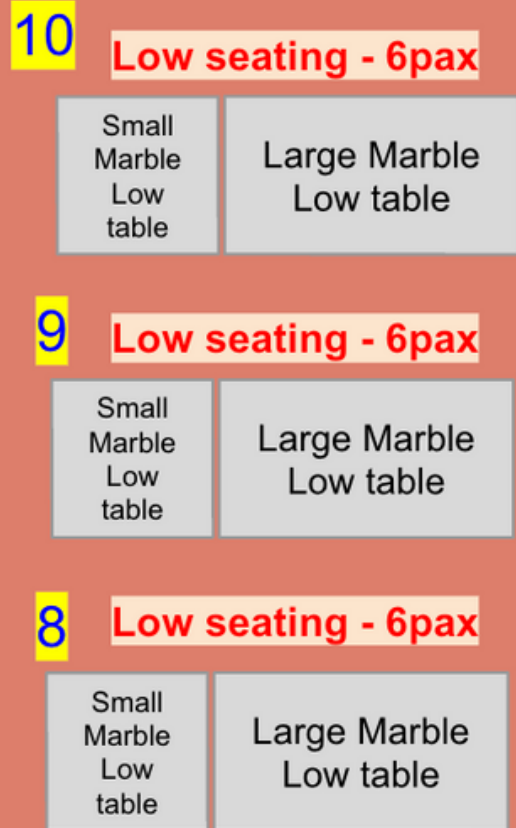 10
Low seating - 6pax
Small
Marble
Low
table
Large Marble
Low table
9
Low seating - 6pax
Small
Marble
Low
table
Large Marble
Low table
8
Low seating - 6pax
Small
Marble
Low
table
Large Marble
Low table